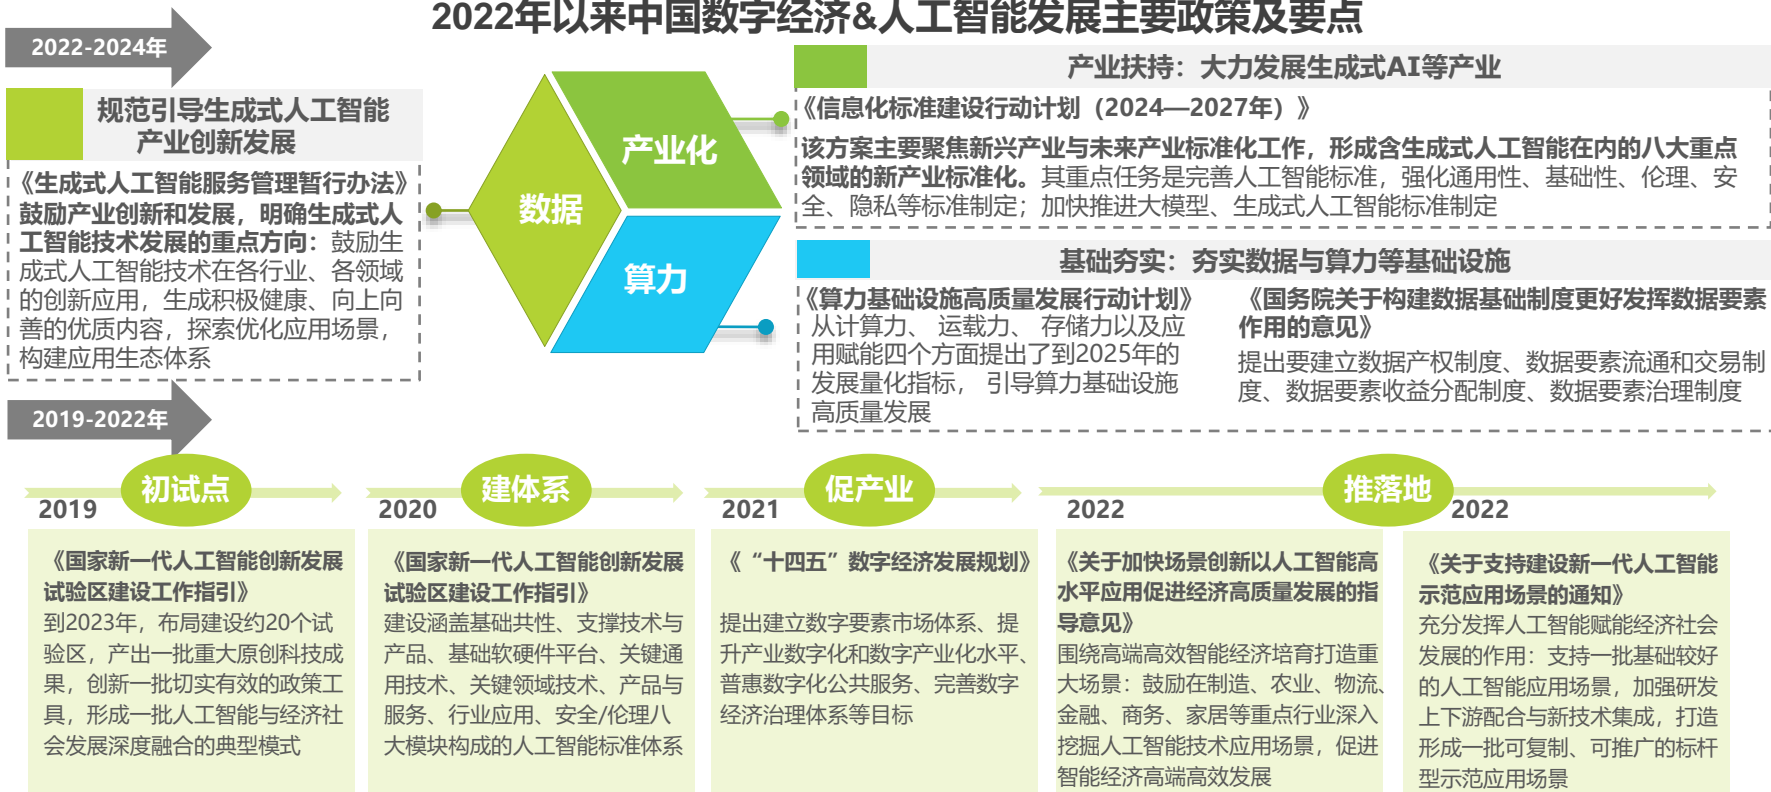 2022年以来中国数字经济&人工智能发展主要政策及要点
2022-2024年
规范引导生成式人工智能
产业创新发展
《生成式人工智能服务管理暂行办法》
鼓励产业创新和发展，明确生成式人
工智能技术发展的重点方向：鼓励生
成式人工智能技术在各行业、各领域
的创新应用，生成积极健康、向上向
善的优质内容，探索优化应用场景，
构建应用生态体系
数据
产业化
算力
产业扶持：大力发展生成式AI等产业
《信息化标准建设行动计划（2024—2027年）》
该方案主要聚焦新兴产业与未来产业标准化工作，形成含生成式人工智能在内的八大重点
领域的新产业标准化。其重点任务是完善人工智能标准，强化通用性、基础性、伦理、安
全、隐私等标准制定；加快推进大模型、生成式人工智能标准制定
基础夯实：夯实数据与算力等基础设施
《算力基础设施高质量发展行动计划》
从计算力、 运载力、 存储力以及应
用赋能四个方面提出了到2025年的
发展量化指标， 引导算力基础设施
高质量发展
《国务院关于构建数据基础制度更好发挥数据要素
作用的意见》
提出要建立数据产权制度、数据要素流通和交易制
度、数据要素收益分配制度、数据要素治理制度
2019-2022年
初试点
2019
《国家新一代人工智能创新发展
试验区建设工作指引》
到2023年，布局建设约20个试
验区，产出一批重大原创科技成
果，创新一批切实有效的政策工
具，形成一批人工智能与经济社
会发展深度融合的典型模式
建体系
2020
《国家新一代人工智能创新发展
试验区建设工作指引》
建设涵盖基础共性、支撑技术与
产品、基础软硬件平台、关键通
用技术、关键领域技术、产品与
服务、行业应用、安全/伦理八
大模块构成的人工智能标准体系
促产业
2021
《“十四五”数字经济发展规划》
提出建立数字要素市场体系、提
升产业数字化和数字产业化水平、
普惠数字化公共服务、完善数字
经济治理体系等目标
推落地
2022
《关于加快场景创新以人工智能高
水平应用促进经济高质量发展的指
导意见》
围绕高端高效智能经济培育打造重
大场景：鼓励在制造、农业、物流、
金融、商务、家居等重点行业深入
挖掘人工智能技术应用场景，促进
智能经济高端高效发展
2022
《关于支持建设新一代人工智能
示范应用场景的通知》
充分发挥人工智能赋能经济社会
发展的作用：支持一批基础较好
的人工智能应用场景，加强研发
上下游配合与新技术集成，打造
形成一批可复制、可推广的标杆
型示范应用场景